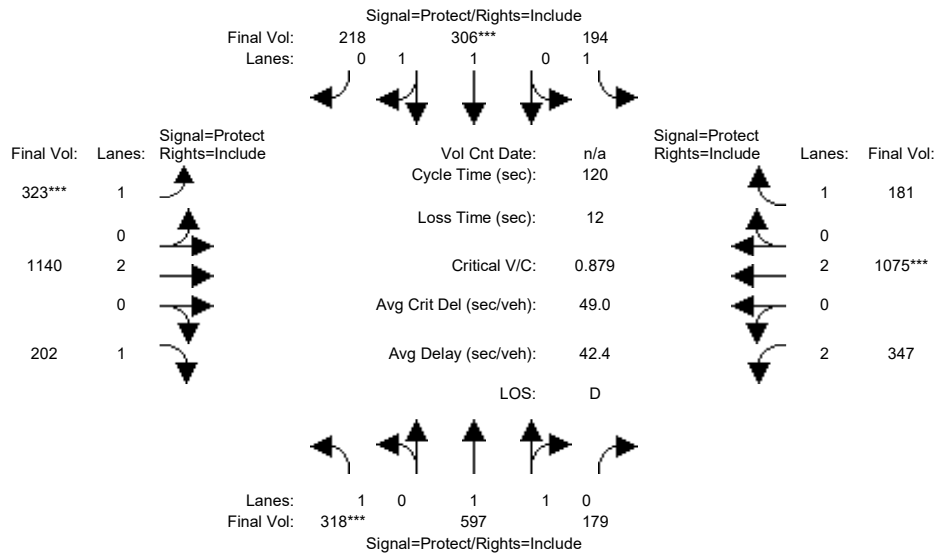 Signal=Protect/Rights=Include
Final Vol: 218 306*** 194
Lanes: 0 1 1 0 1
Signal=Protect Signal=Protect
Final Vol: Lanes: Rights=Include Vol Cnt Date: n/a Rights=Include Lanes: Final Vol:
Cycle Time (sec): 120
323*** 1 1 181
Loss Time (sec): 12
0 0
1140 2 Critical V/C: 0.879 2 1075***
0 Avg Crit Del (sec/veh): 49.0 0
202 1 Avg Delay (sec/veh): 42.4 2 347
LOS: D
Lanes: 1 0 1 1 0
Final Vol: 318*** 597 179
Signal=Protect/Rights=Include